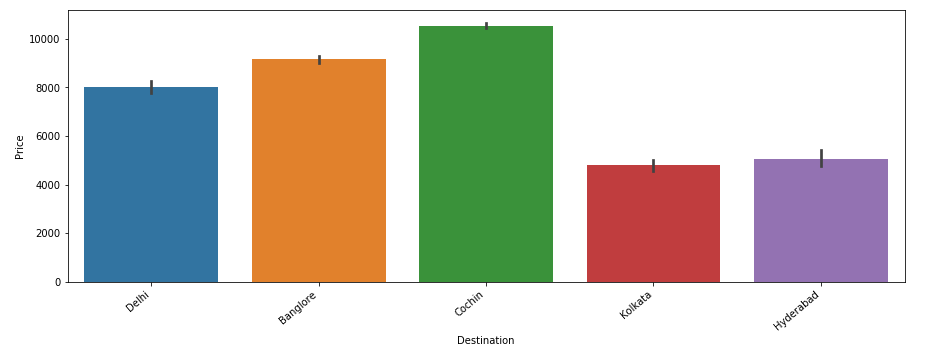 10000
8000
6000
4000
2000
0
Price
Delhi
Banglore
Cochin
Kolkata
Hyderabad
Destination